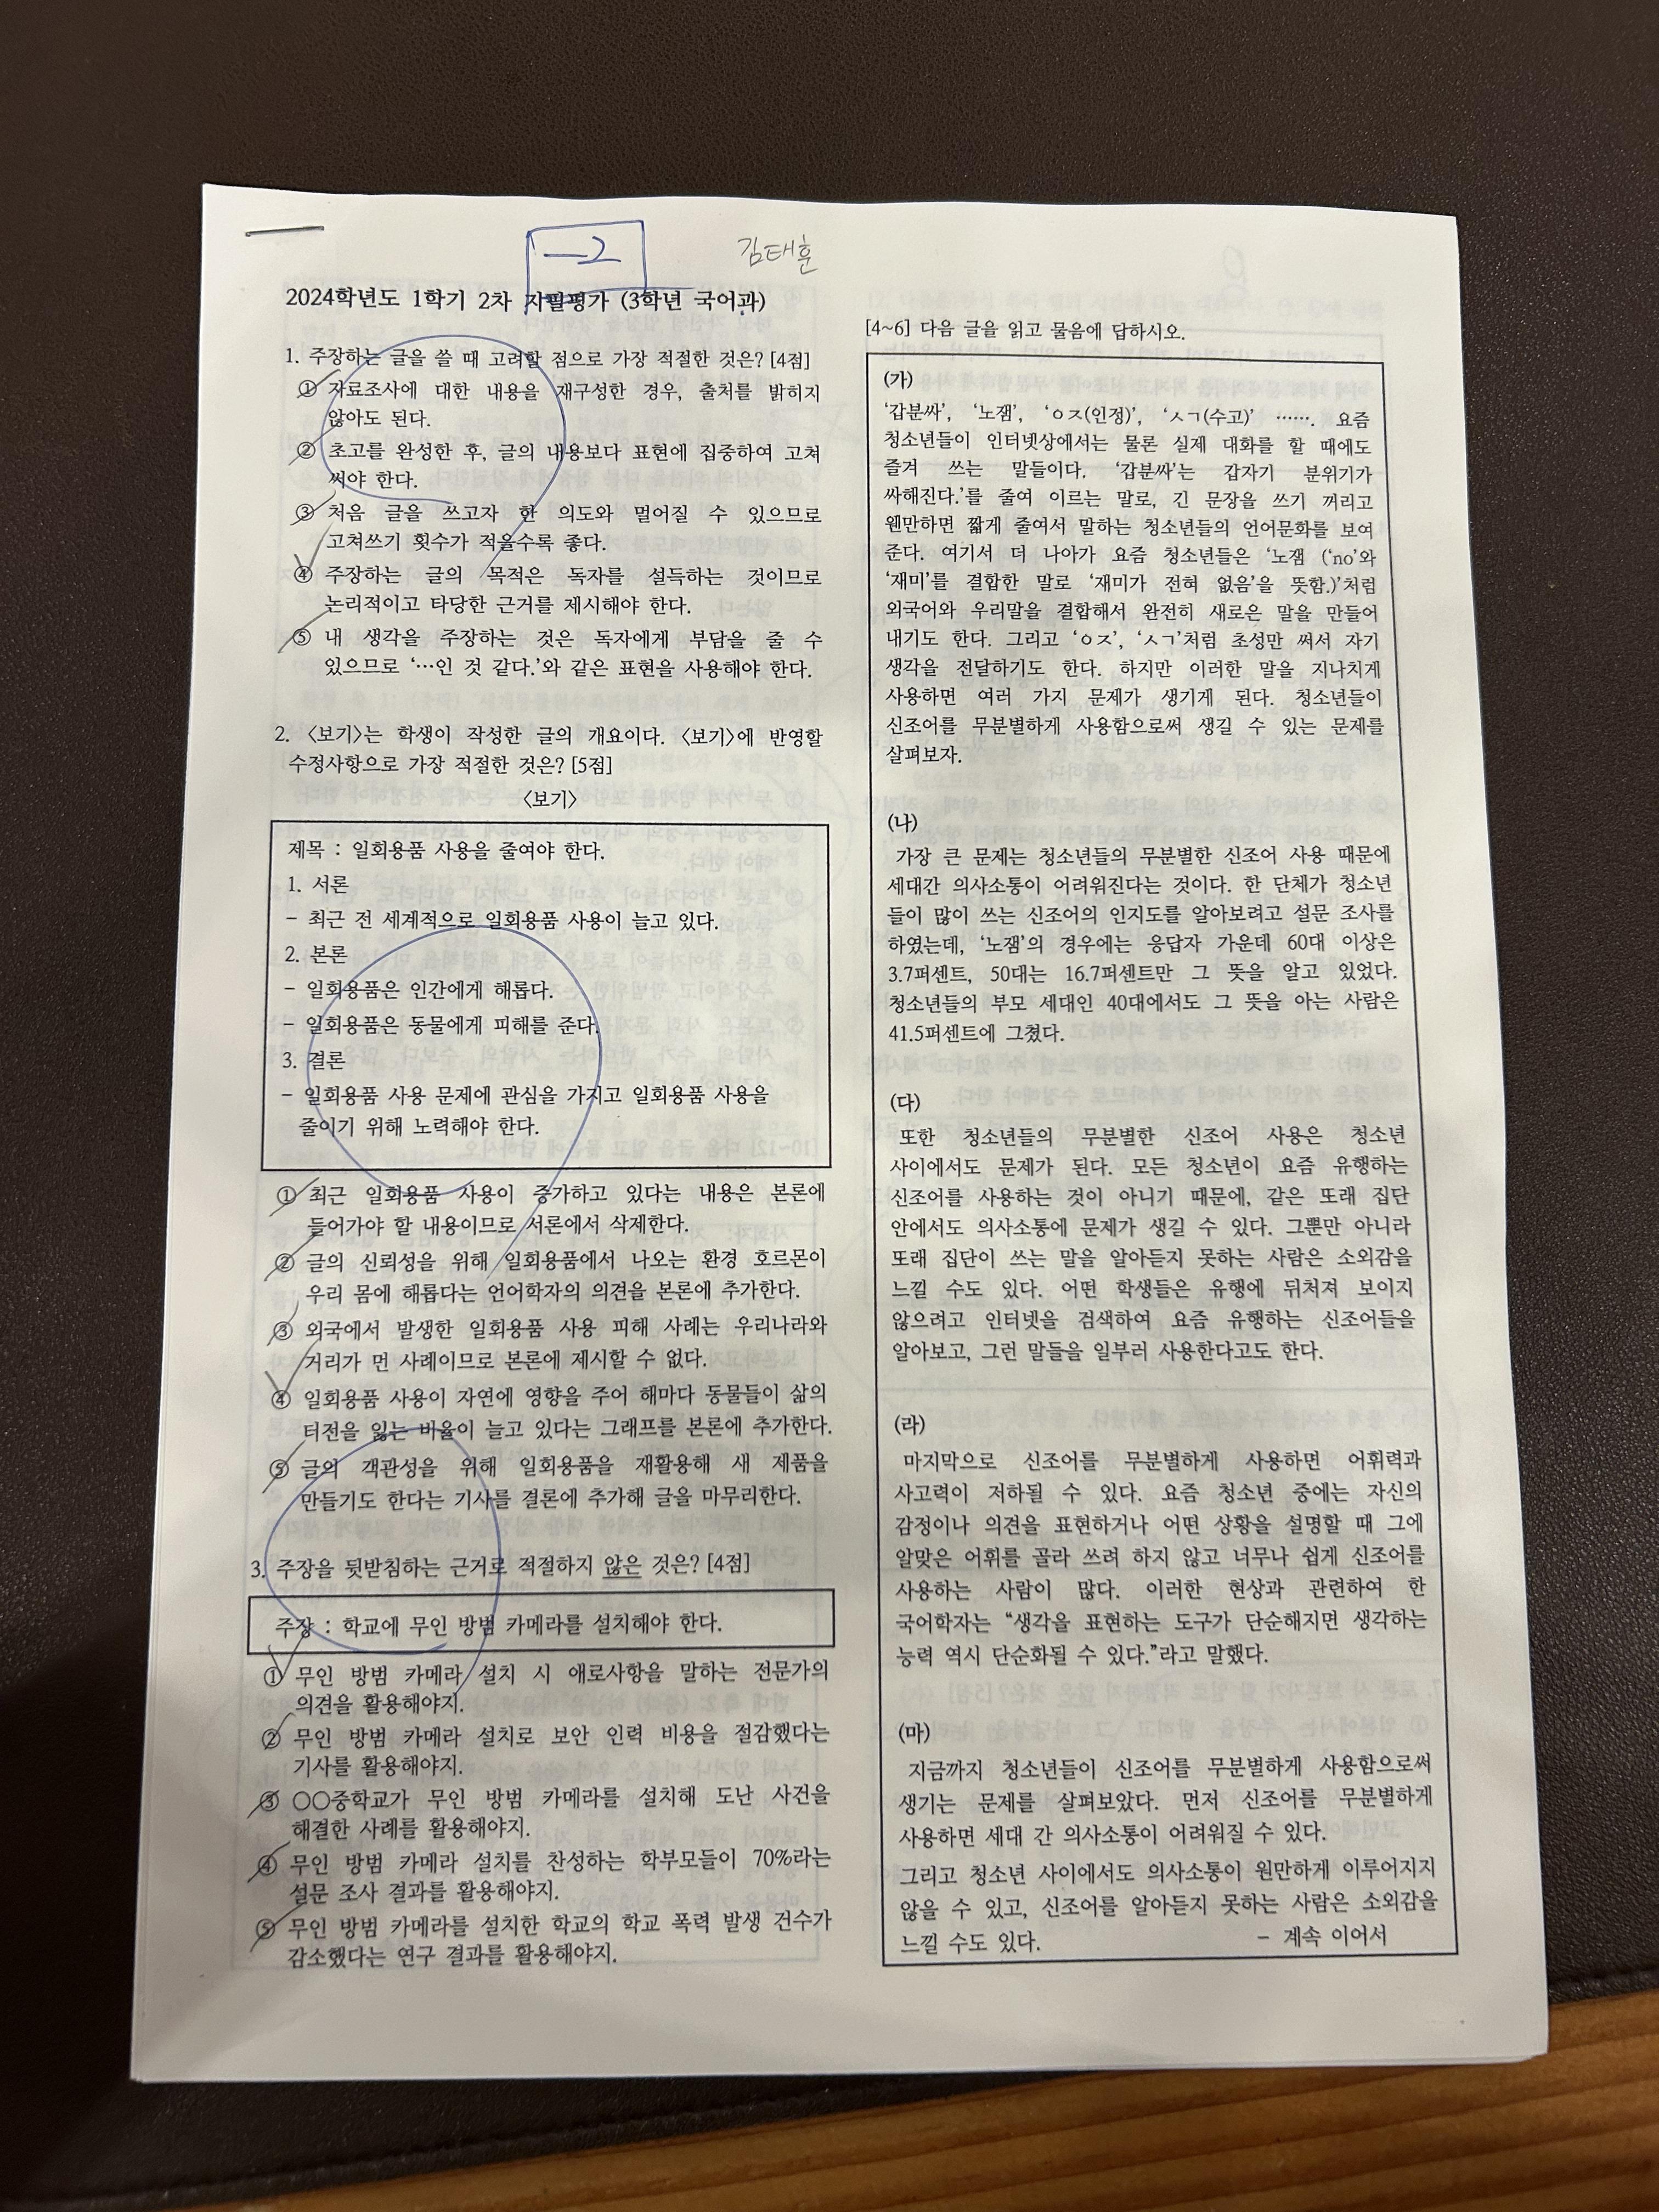 -2
김태훈
2024학년도 1학기 2차 지필평가 (3학년 국어과)
1. 주장하는 글을 쓸 때 고려할 점으로 가장 적절한 것은? [4점]
① 자료조사에 대한 내용을 재구성한 경우, 출처를 밝히지
않아도 된다.
② 초고를 완성한 후, 글의 내용보다 표현에 집중하여 고쳐
써야 한다.
③ 처음 글을 쓰고자 한 의도와 멀어질 수 있으므로
고쳐쓰기 횟수가 적을수록 좋다.
④ 주장하는 글의 목적은 독자를 설득하는 것이므로
논리적이고 타당한 근거를 제시해야 한다.
⑤ 내 생각을 주장하는 것은 독자에게 부담을 줄 수
있으므로 '…인 것 같다.'와 같은 표현을 사용해야 한다.
2. <보기>는 학생이 작성한 글의 개요이다. <보기>에 반영할
수정사항으로 가장 적절한 것은? [5점]
<보기>
제목 : 일회용품 사용을 줄여야 한다.
1. 서론
- 최근 전 세계적으로 일회용품 사용이 늘고 있다.
2. 본론
- 일회용품은 인간에게 해롭다.
- 일회용품은 동물에게 피해를 준다.
3. 결론
- 일회용품 사용 문제에 관심을 가지고 일회용품 사용을
줄이기 위해 노력해야 한다.
① 최근 일회용품 사용이 증가하고 있다는 내용은 본론에
들어가야 할 내용이므로 서론에서 삭제한다.
② 글의 신뢰성을 위해 일회용품에서 나오는 환경 호르몬이
우리 몸에 해롭다는 언어학자의 의견을 본론에 추가한다.
③ 외국에서 발생한 일회용품 사용 피해 사례는 우리나라와
거리가 먼 사례이므로 본론에 제시할 수 없다.
④ 일회용품 사용이 자연에 영향을 주어 해마다 동물들이 삶의
터전을 잃는 비율이 늘고 있다는 그래프를 본론에 추가한다.
⑤ 글의 객관성을 위해 일회용품을 재활용해 새 제품을
만들기도 한다는 기사를 결론에 추가해 글을 마무리한다.
3. 주장을 뒷받침하는 근거로 적절하지 않은 것은? [4점]
주장 : 학교에 무인 방범 카메라를 설치해야 한다.
① 무인 방범 카메라 설치 시 애로사항을 말하는 전문가의
의견을 활용해야지.
② 무인 방범 카메라 설치로 보안 인력 비용을 절감했다는
기사를 활용해야지.
③ ○○중학교가 무인 방범 카메라를 설치해 도난 사건을
해결한 사례를 활용해야지.
④ 무인 방범 카메라 설치를 찬성하는 학부모들이 70%라는
설문 조사 결과를 활용해야지.
⑤ 무인 방범 카메라를 설치한 학교의 학교 폭력 발생 건수가
감소했다는 연구 결과를 활용해야지.
[4~6] 다음 글을 읽고 물음에 답하시오.
(가)
'갑분싸', '노잼', 'ㅇㅈ(인정)', 'ㅅㄱ(수고)' ……. 요즘
청소년들이 인터넷상에서는 물론 실제 대화를 할 때에도
즐겨 쓰는 말들이다. '갑분싸'는 갑자기 분위기가
싸해진다.'를 줄여 이르는 말로, 긴 문장을 쓰기 꺼리고
웬만하면 짧게 줄여서 말하는 청소년들의 언어문화를 보여
준다. 여기서 더 나아가 요즘 청소년들은 '노잼 ('no'와
'재미'를 결합한 말로 '재미가 전혀 없음'을 뜻함.)'처럼
외국어와 우리말을 결합해서 완전히 새로운 말을 만들어
내기도 한다. 그리고 'ㅇㅈ', 'ㅅㄱ'처럼 초성만 써서 자기
생각을 전달하기도 한다. 하지만 이러한 말을 지나치게
사용하면 여러 가지 문제가 생기게 된다. 청소년들이
신조어를 무분별하게 사용함으로써 생길 수 있는 문제를
살펴보자.
(나)
가장 큰 문제는 청소년들의 무분별한 신조어 사용 때문에
세대간 의사소통이 어려워진다는 것이다. 한 단체가 청소년
들이 많이 쓰는 신조어의 인지도를 알아보려고 설문 조사를
하였는데, '노잼'의 경우에는 응답자 가운데 60대 이상은
3.7퍼센트, 50대는 16.7퍼센트만 그 뜻을 알고 있었다.
청소년들의 부모 세대인 40대에서도 그 뜻을 아는 사람은
41.5퍼센트에 그쳤다.
(다)
또한 청소년들의 무분별한 신조어 사용은 청소년
사이에서도 문제가 된다. 모든 청소년이 요즘 유행하는
신조어를 사용하는 것이 아니기 때문에, 같은 또래 집단
안에서도 의사소통에 문제가 생길 수 있다. 그뿐만 아니라
또래 집단이 쓰는 말을 알아듣지 못하는 사람은 소외감을
느낄 수도 있다. 어떤 학생들은 유행에 뒤처져 보이지
않으려고 인터넷을 검색하여 요즘 유행하는 신조어들을
알아보고, 그런 말들을 일부러 사용한다고도 한다.
(라)
마지막으로 신조어를 무분별하게 사용하면 어휘력과
사고력이 저하될 수 있다. 요즘 청소년 중에는 자신의
감정이나 의견을 표현하거나 어떤 상황을 설명할 때 그에
알맞은 어휘를 골라 쓰려 하지 않고 너무나 쉽게 신조어를
사용하는 사람이 많다. 이러한 현상과 관련하여 한
국어학자는 "생각을 표현하는 도구가 단순해지면 생각하는
능력 역시 단순화될 수 있다."라고 말했다.
(마)
지금까지 청소년들이 신조어를 무분별하게 사용함으로써
생기는 문제를 살펴보았다. 먼저 신조어를 무분별하게
사용하면 세대 간 의사소통이 어려워질 수 있다.
그리고 청소년 사이에서도 의사소통이 원만하게 이루어지지
않을 수 있고, 신조어를 알아듣지 못하는 사람은 소외감을
느낄 수도 있다. - 계속 이어서